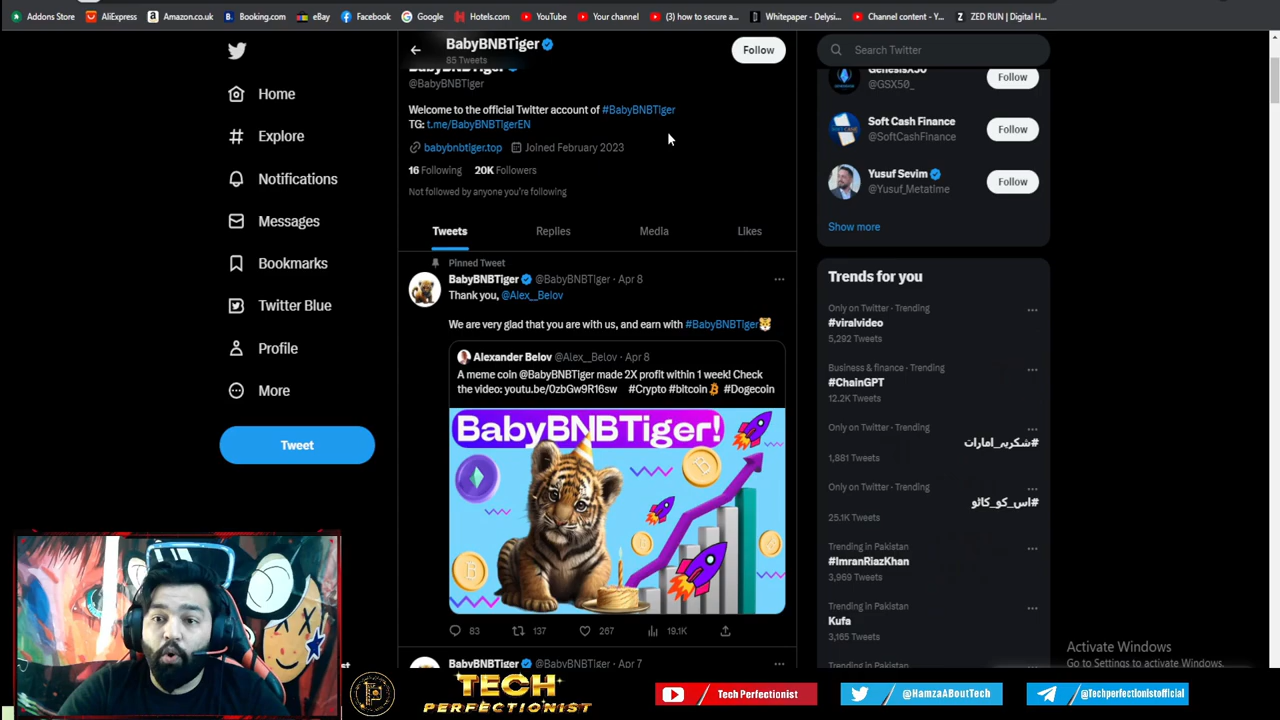 Addons Store AliExpress Amazon.co.uk Booking.com eBay Facebook Google Hotels.com YouTube Your channel (3) how to secure a... Whitepaper - Delysi... Channel content - Y... ZED RUN | Digital H...
BabyBNBTiger
85 Tweets
Follow
Search Twitter
BabyBNBTiger
@BabyBNBTiger
Welcome to the official Twitter account of #BabyBNBTiger
TG: t.me/BabyBNBTigerEN
babybnbtiger.top Joined February 2023
16 Following 20K Followers
Not followed by anyone you're following
Tweets Replies Media Likes
Pinned Tweet
BabyBNBTiger @BabyBNBTiger · Apr 8
Thank you, @Alex__Belov
We are very glad that you are with us, and earn with #BabyBNBTiger🐯
Alexander Belov @Alex__Belov · Apr 8
A meme coin @BabyBNBTiger made 2X profit within 1 week! Check
the video: youtu.be/0zbGw9R16wM #Crypto #bitcoin #Dogecoin
BabyBNBTiger!
83 137 267 19.1K
BabyBNBTiger @BabyBNBTiger · Apr 7
Home
Explore
Notifications
Messages
Bookmarks
Twitter Blue
Profile
More
Tweet
GenesisX50
@GSX50_
Follow
Soft Cash Finance
@SoftCashFinance
Follow
Yusuf Sevim
@Yusuf_Metatime
Follow
Show more
Trends for you
Only on Twitter · Trending
#viralvideo
5,292 Tweets
Business & finance · Trending
#ChainGPT
12.2K Tweets
Only on Twitter · Trending
#شکریہ_امارات
1,881 Tweets
Only on Twitter · Trending
#اس_کو_کاٹو
25.1K Tweets
Trending in Pakistan
#ImranRiazKhan
3,969 Tweets
Trending in Pakistan
Kufa
3,165 Tweets
Trending in Pakistan
Activate Windows
Go to Settings to activate Windows.
TECH
PERFECTIONIST
Tech Perfectionist
@HamzaABoutTech
@Techperfectionistofficial